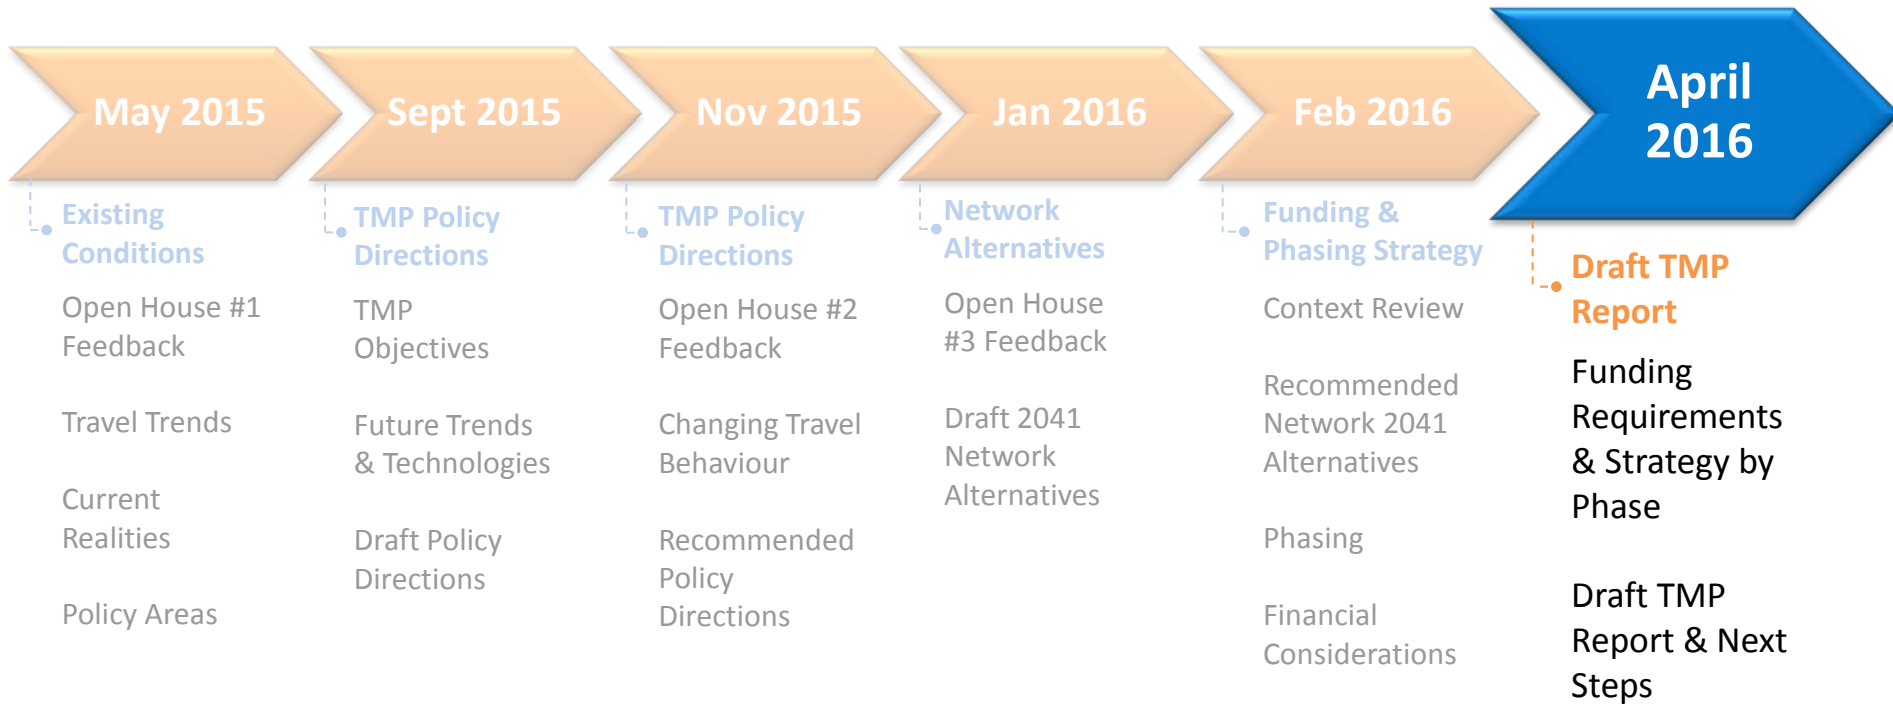 May 2015
Sept 2015
Nov 2015
Jan 2016
Feb 2016
April
2016
Existing
Conditions
Open House #1
Feedback
Travel Trends
Current
Realities
Policy Areas
TMP Policy
Directions
TMP
Objectives
Future Trends
& Technologies
Draft Policy
Directions
TMP Policy
Directions
Open House #2
Feedback
Changing Travel
Behaviour
Recommended
Policy
Directions
Network
Alternatives
Open House
#3 Feedback
Draft 2041
Network
Alternatives
Funding &
Phasing Strategy
Context Review
Recommended
Network 2041
Alternatives
Phasing
Financial
Considerations
Draft TMP
Report
Funding
Requirements
& Strategy by
Phase
Draft TMP
Report & Next
Steps